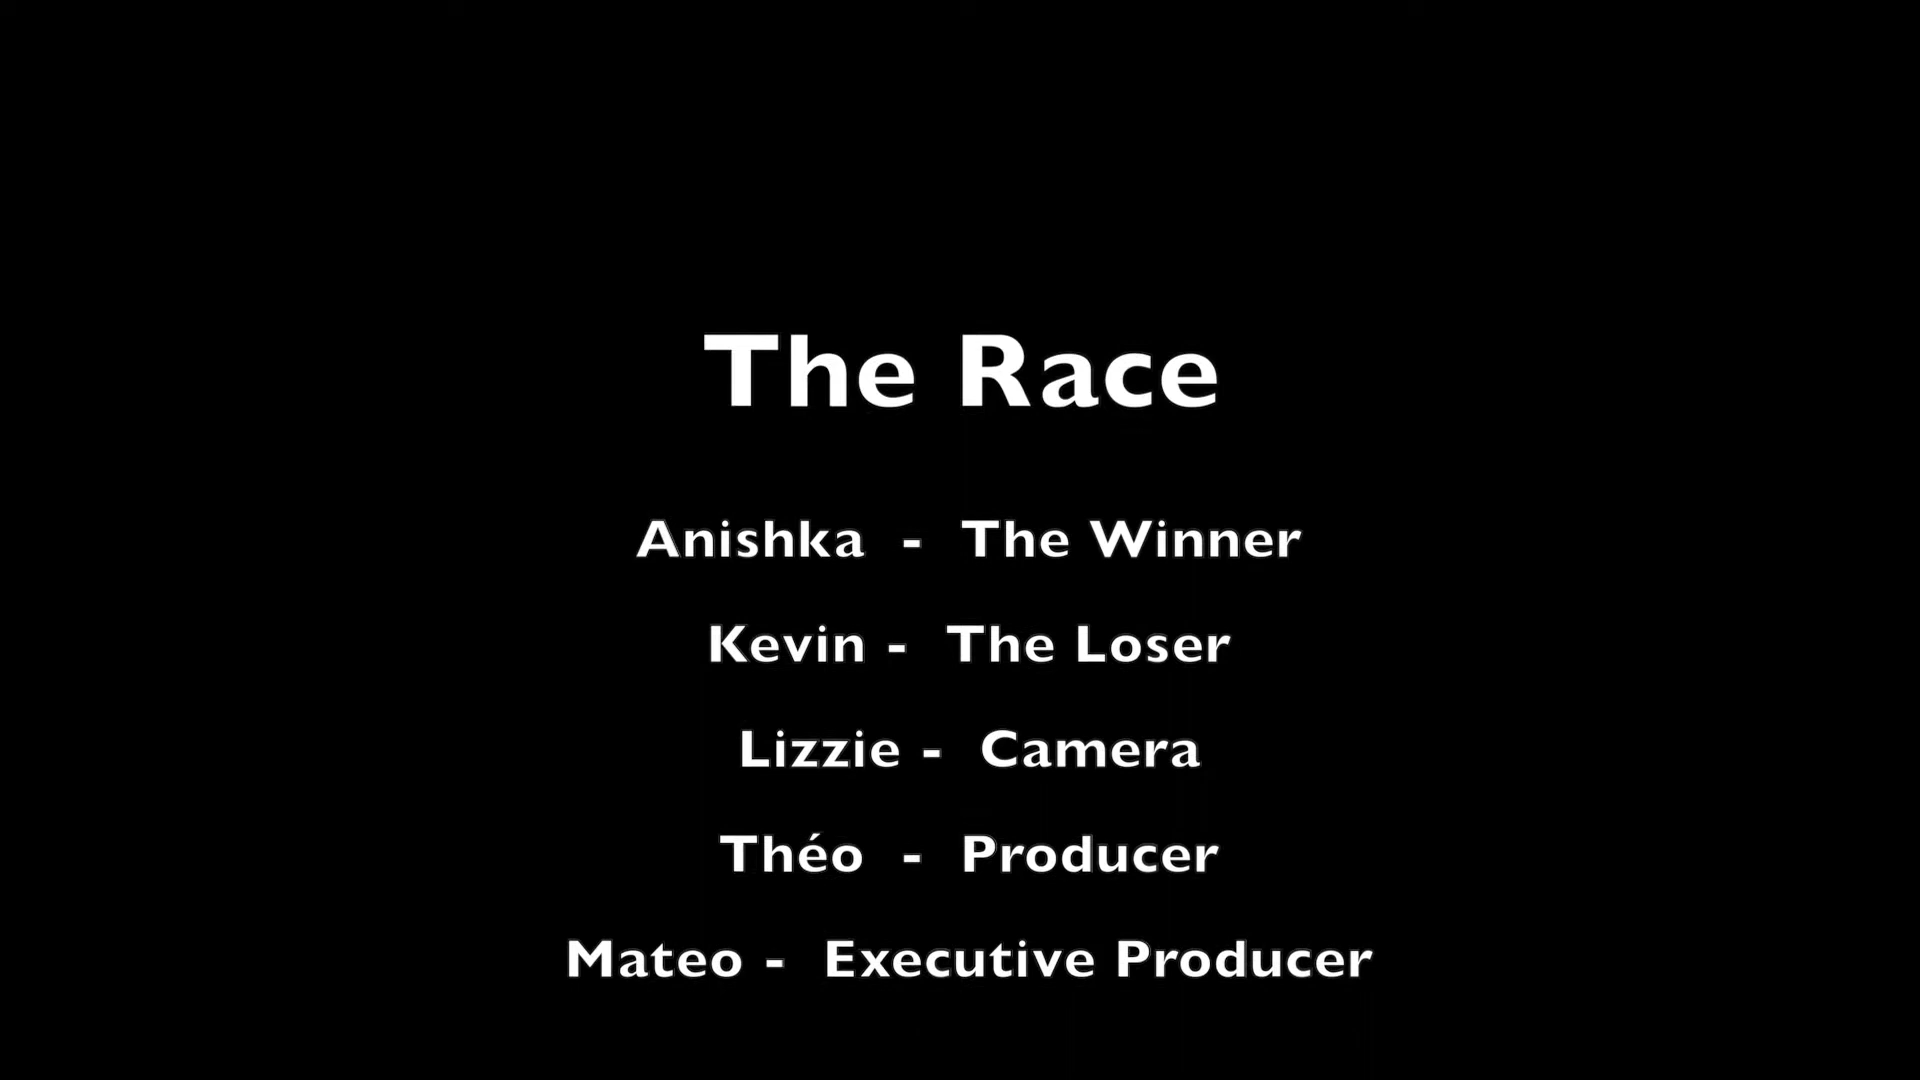 The Race
Anishka - The Winner
Kevin - The Loser
Lizzie - Camera
Théo - Producer
Mateo - Executive Producer